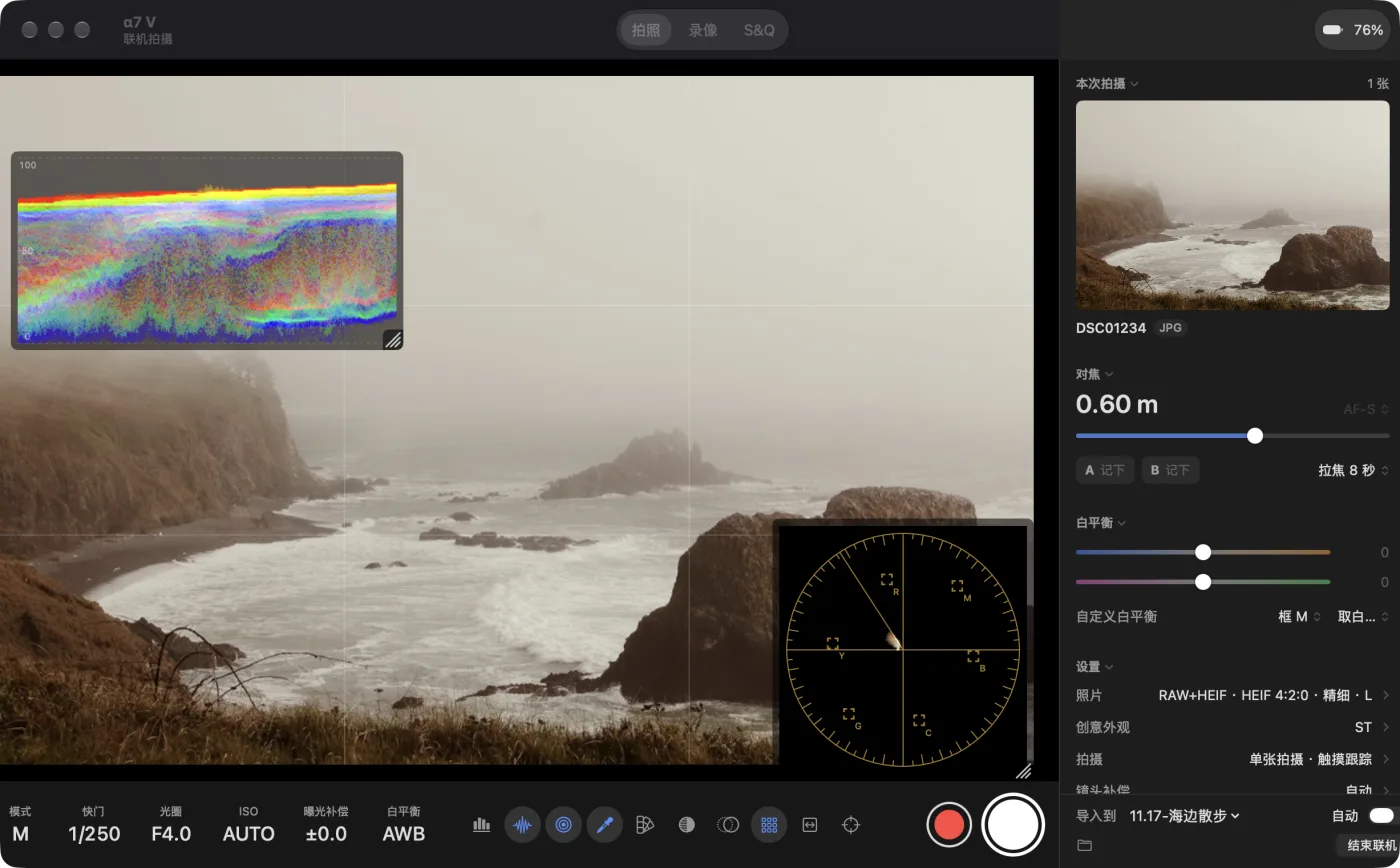 α7 V
联机拍摄
拍照 录像 S&Q
76%
本次拍摄 1 张
100
50
0
DSC01234 JPG
对焦
0.60 m AF-S
A 记下 B 记下 拉焦 8 秒
白平衡
0
0
自定义白平衡 框 M 取白...
R
M
Y
B
G
C
设置
照片 RAW+HEIF · HEIF 4:2:0 · 精细 · L
创意外观 ST
拍摄 单张拍摄 · 触摸跟踪
镜头补偿 自动
模式 快门 光圈 ISO 曝光补偿 白平衡
M 1/250 F4.0 AUTO ±0.0 AWB
导入到 11.17-海边散步 自动
结束联机